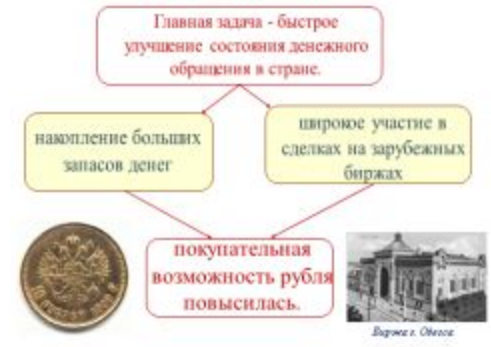 Главная задача - быстрое
улучшение состояния денежного
обращения в стране.
накопление больших
запасов денег
широкое участие в
сделках на зарубежных
биржах
покупательная
возможность рубля
повысилась.
Биржа г. Одесса